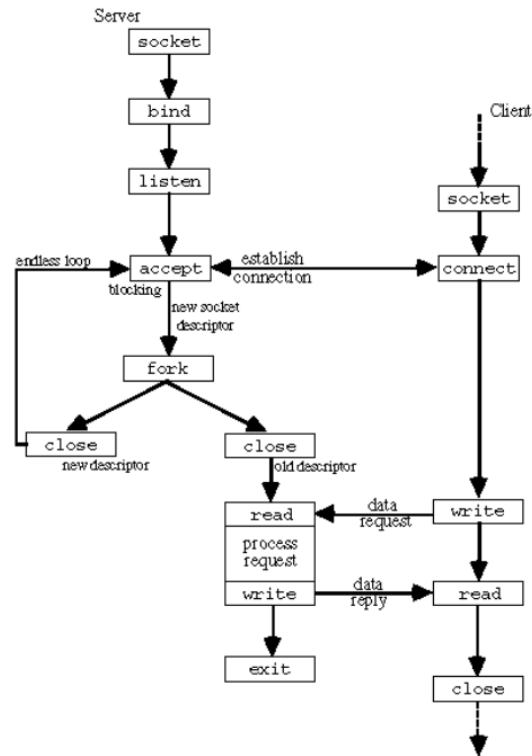 Server
socket
bind
Client
listen
socket
endless loop
accept
establish
connection
connect
blocking
new socket
descriptor
fork
close
close
new descriptor
old descriptor
read
data
request
write
process
request
write
data
reply
read
exit
close